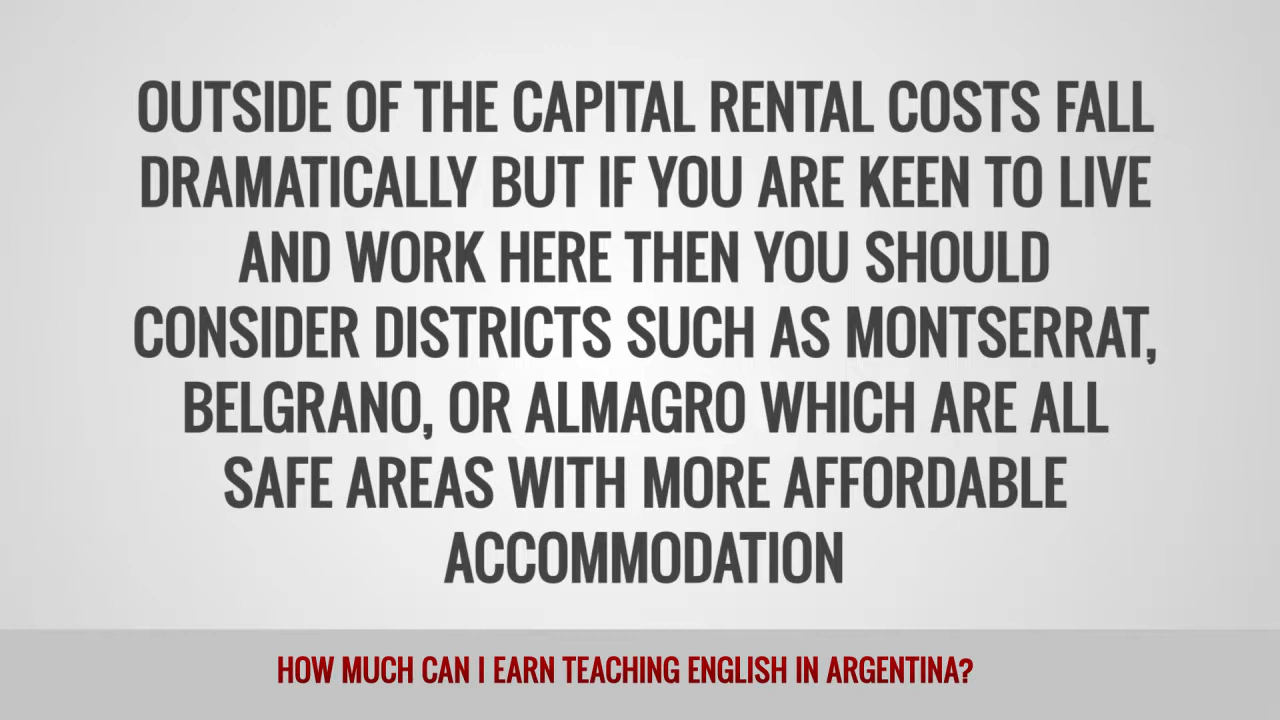 OUTSIDE OF THE CAPITAL RENTAL COSTS FALL
DRAMATICALLY BUT IF YOU ARE KEEN TO LIVE
AND WORK HERE THEN YOU SHOULD
CONSIDER DISTRICTS SUCH AS MONTSERRAT,
BELGRANO, OR ALMAGRO WHICH ARE ALL
SAFE AREAS WITH MORE AFFORDABLE
ACCOMMODATION
HOW MUCH CAN I EARN TEACHING ENGLISH IN ARGENTINA?